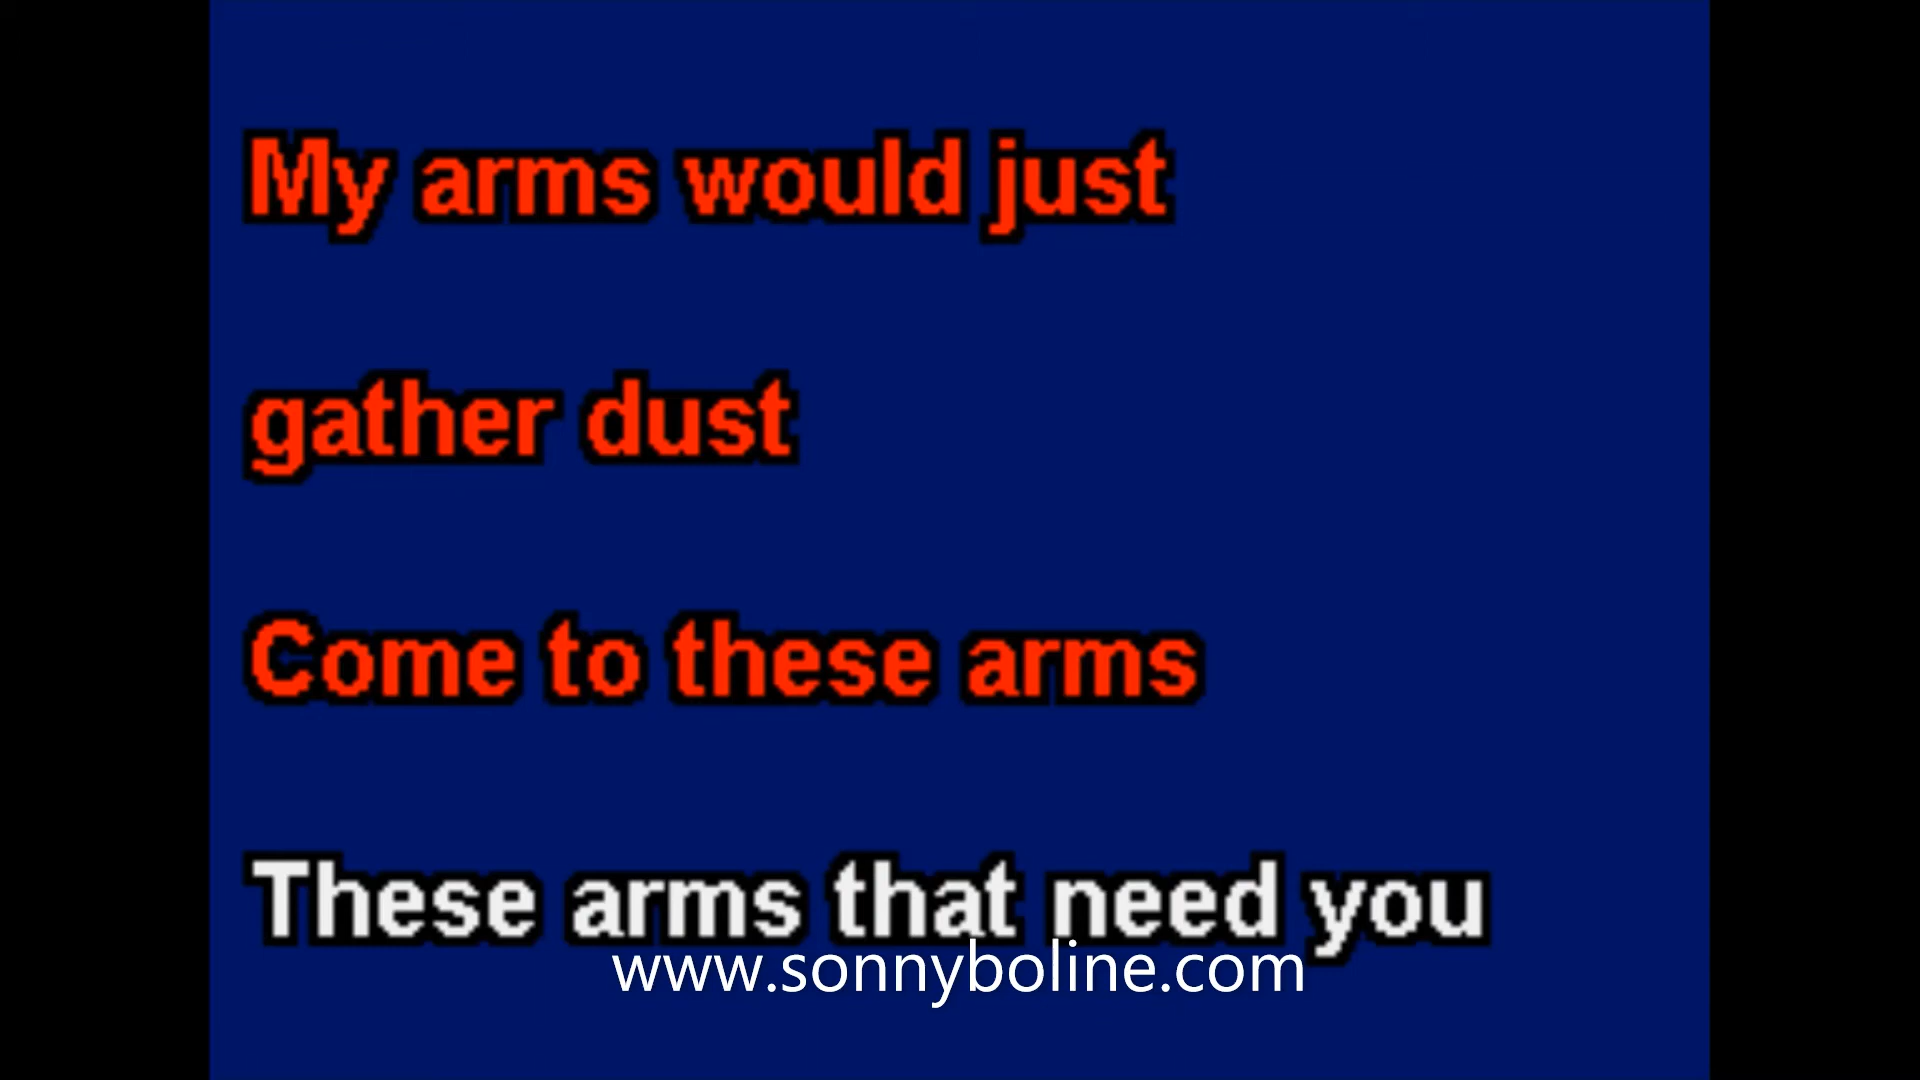 My arms would just
gather dust
Come to these arms
These arms that need you
www.sonnyboline.com